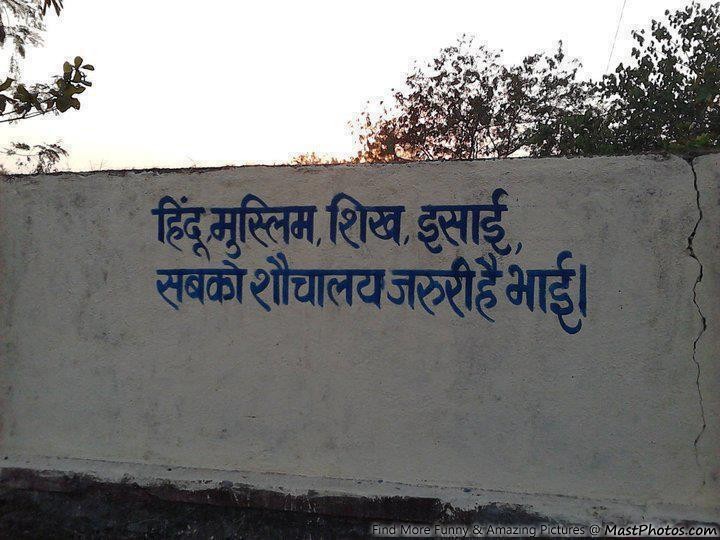 हिंदू,मुस्लिम, शिख, इसाई,
सबको शौचालय जरुरी है भाई।
Find More Funny & Amazing Pictures @ MastPhotos.com